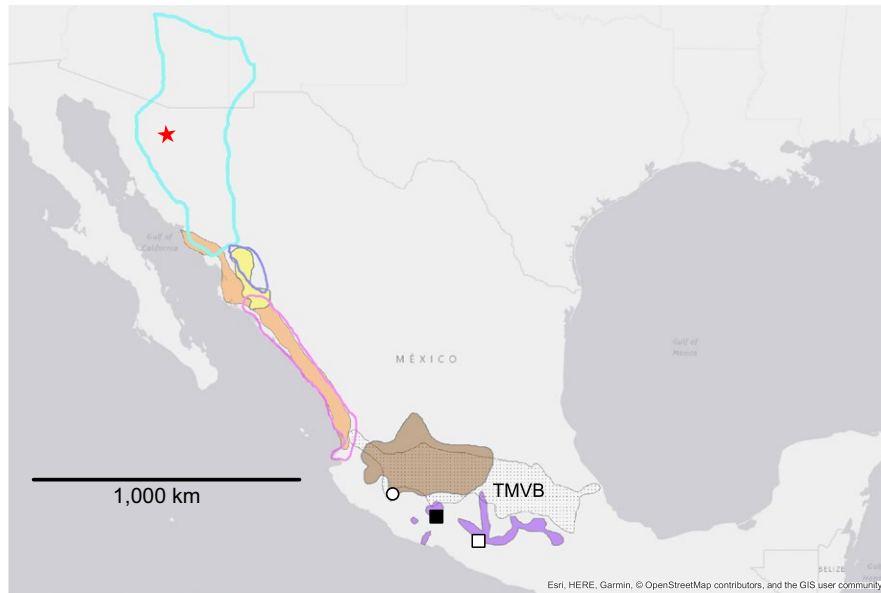 Gulf of
California
MÉXICO
Gulf of
Mexico
1,000 km
TMVB
BELIZE
Esri, HERE, Garmin, © OpenStreetMap contributors, and the GIS user community